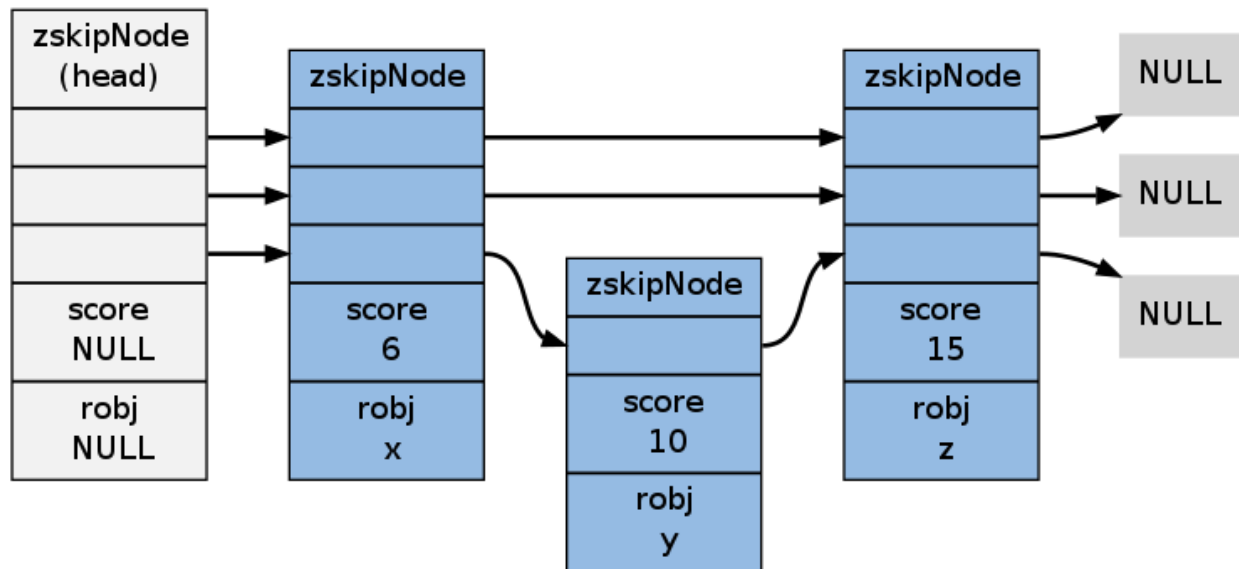 zskipNode
(head)
score
NULL
robj
NULL
zskipNode
score
6
robj
x
zskipNode
score
10
robj
y
zskipNode
score
15
robj
z
NULL
NULL
NULL